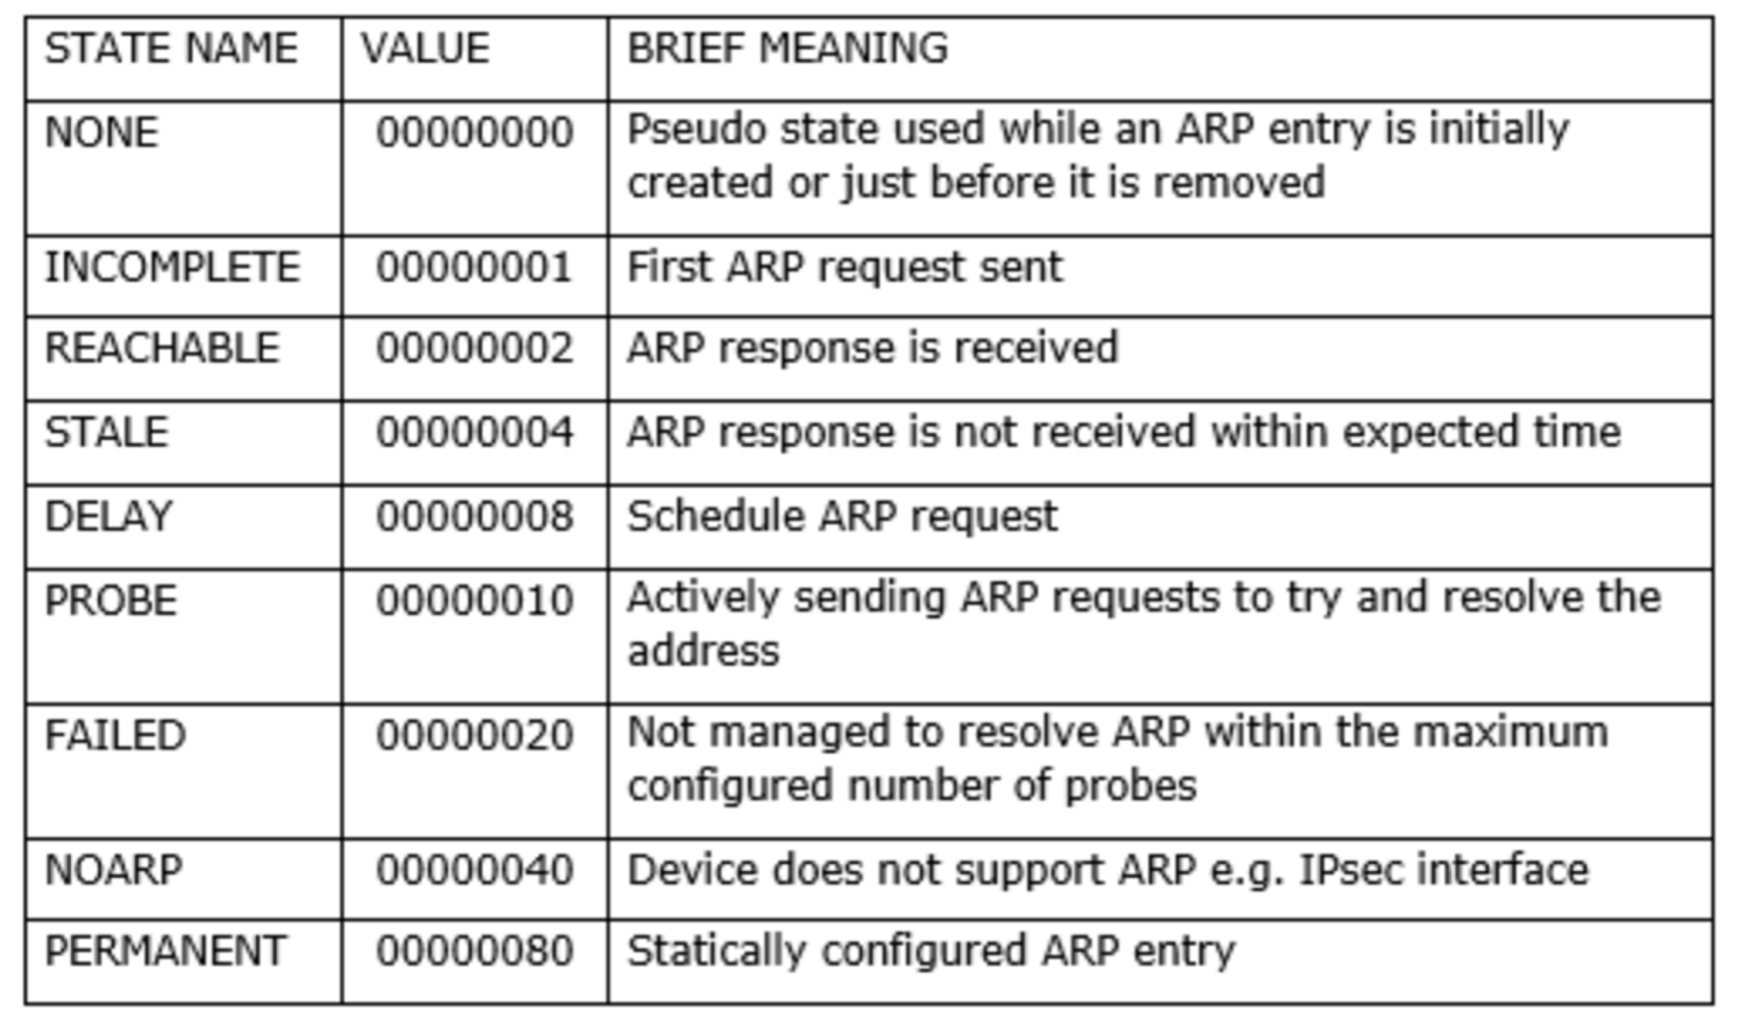 STATE NAME VALUE BRIEF MEANING
NONE 00000000 Pseudo state used while an ARP entry is initially
created or just before it is removed
INCOMPLETE 00000001 First ARP request sent
REACHABLE 00000002 ARP response is received
STALE 00000004 ARP response is not received within expected time
DELAY 00000008 Schedule ARP request
PROBE 00000010 Actively sending ARP requests to try and resolve the
address
FAILED 00000020 Not managed to resolve ARP within the maximum
configured number of probes
NOARP 00000040 Device does not support ARP e.g. IPsec interface
PERMANENT 00000080 Statically configured ARP entry